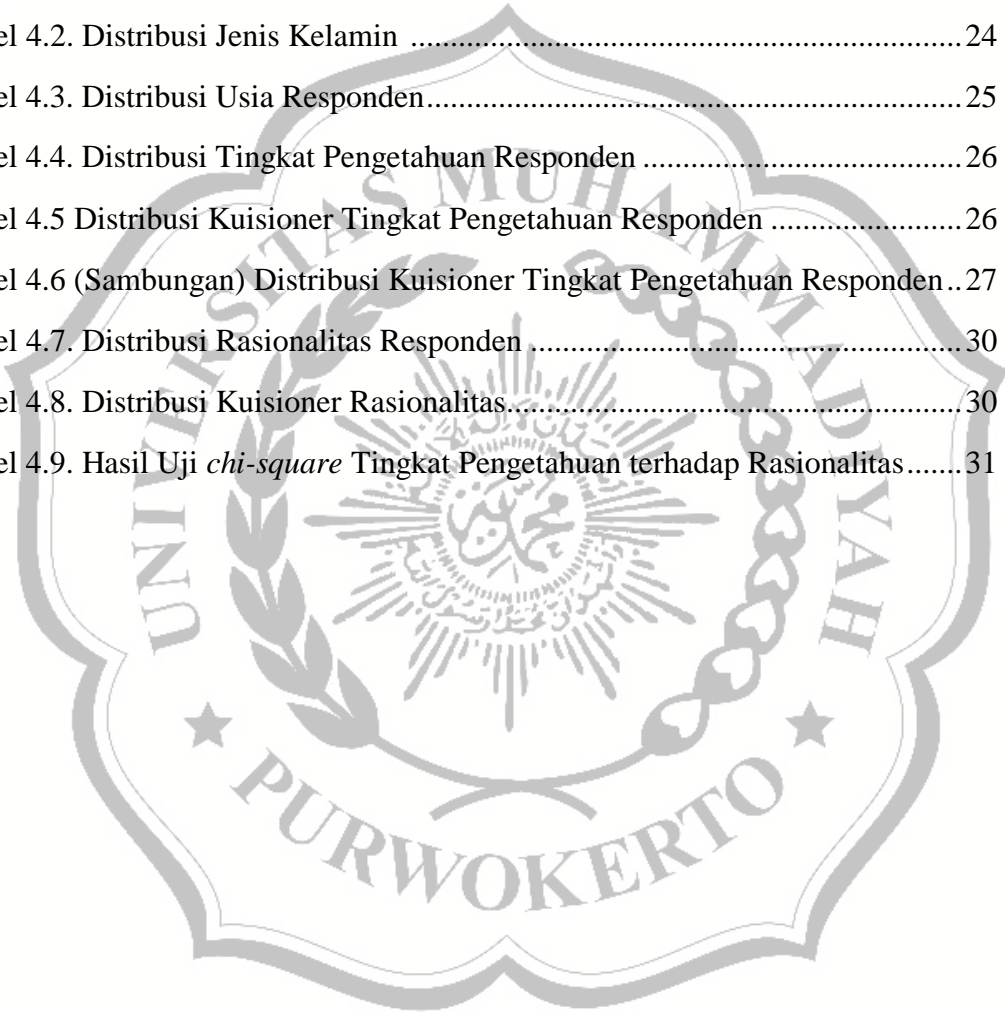 el 4.2. Distribusi Jenis Kelamin ....................................................................24
el 4.3. Distribusi Usia Responden..................................................................25
el 4.4. Distribusi Tingkat Pengetahuan Responden .......................................26
el 4.5 Distribusi Kuisioner Tingkat Pengetahuan Responden .......................26
el 4.6 (Sambungan) Distribusi Kuisioner Tingkat Pengetahuan Responden..27
el 4.7. Distribusi Rasionalitas Responden .....................................................30
el 4.8. Distribusi Kuisioner Rasionalitas.......................................................30
el 4.9. Hasil Uji chi-square Tingkat Pengetahuan terhadap Rasionalitas.......31
UNIVERSITAS MUHAMMADIYAH
PURWOKERTO